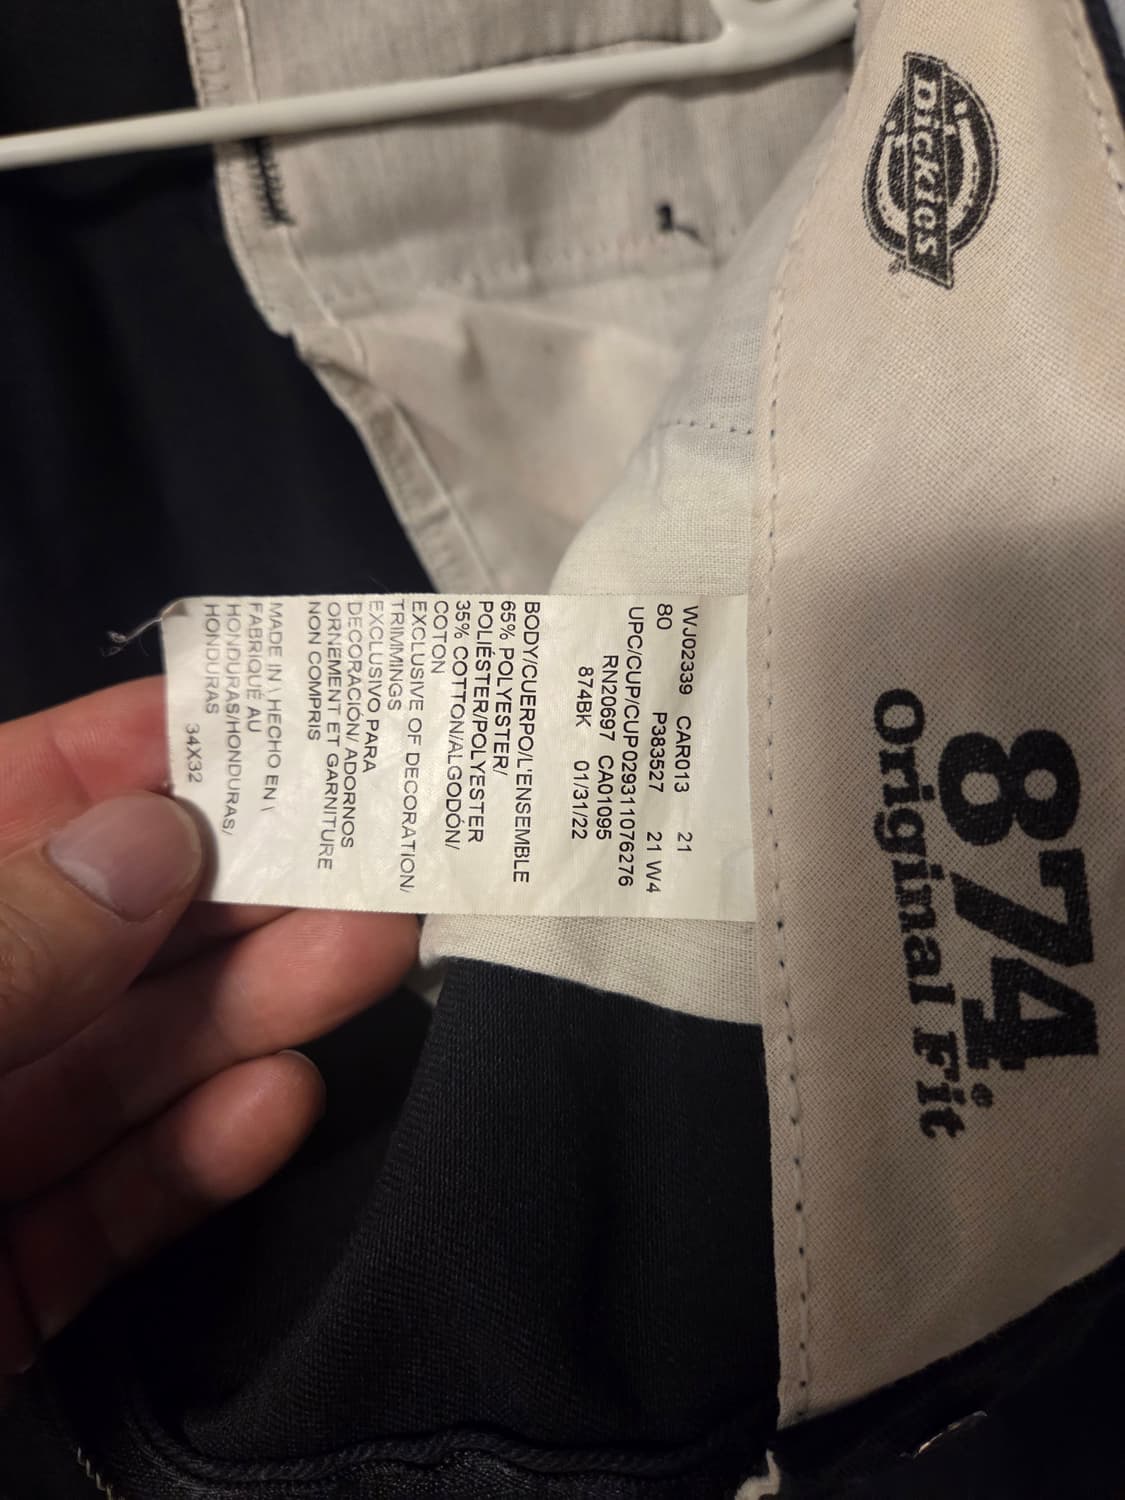 DICKIES®
874®
Original Fit
WJ02339 CAR013 21
80 P383527 21 W4
UPC/CUP/CUP029311076276
RN20697 CA01095
874BK 01/31/22
BODY/CUERPO/L'ENSEMBLE
65% POLYESTER/
POLIÉSTER/POLYESTER
35% COTTON/ALGODÓN/
COTON
EXCLUSIVE OF DECORATION/
TRIMMINGS
EXCLUSIVO PARA
DECORACIÓN/ ADORNOS
ORNEMENT ET GARNITURE
NON COMPRIS
MADE IN \ HECHO EN \
FABRIQUÉ AU
HONDURAS/HONDURAS/
HONDURAS
34X32